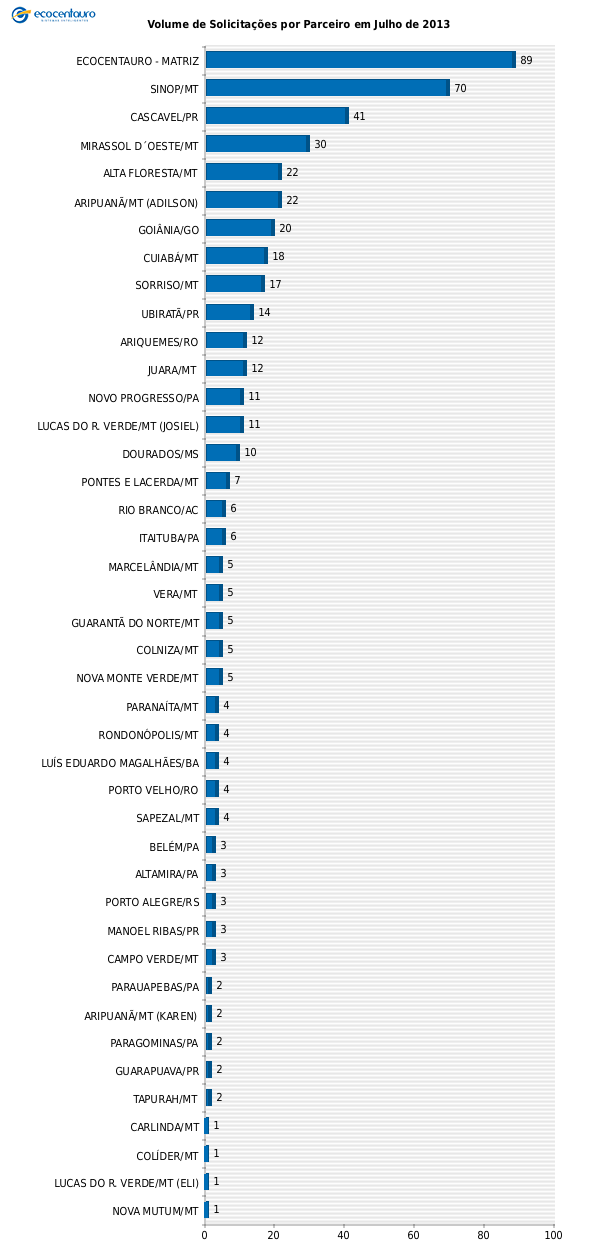 ecocentauro
Volume de Solicitações por Parceiro em Julho de 2013
ECOCENTAURO - MATRIZ 89
SINOP/MT 70
CASCAVEL/PR 41
MIRASSOL D´OESTE/MT 30
ALTA FLORESTA/MT 22
ARIPUANÃ/MT (ADILSON) 22
GOIÂNIA/GO 20
CUIABÁ/MT 18
SORRISO/MT 17
UBIRATÃ/PR 14
ARIQUEMES/RO 12
JUARA/MT 12
NOVO PROGRESSO/PA 11
LUCAS DO R. VERDE/MT (JOSIEL) 11
DOURADOS/MS 10
PONTES E LACERDA/MT 7
RIO BRANCO/AC 6
ITAITUBA/PA 6
MARCELÂNDIA/MT 5
VERA/MT 5
GUARANTÃ DO NORTE/MT 5
COLNIZA/MT 5
NOVA MONTE VERDE/MT 5
PARANAÍTA/MT 4
RONDONÓPOLIS/MT 4
LUÍS EDUARDO MAGALHÃES/BA 4
PORTO VELHO/RO 4
SAPEZAL/MT 4
BELÉM/PA 3
ALTAMIRA/PA 3
PORTO ALEGRE/RS 3
MANOEL RIBAS/PR 3
CAMPO VERDE/MT 3
PARAUAPEBAS/PA 2
ARIPUANÃ/MT (KAREN) 2
PARAGOMINAS/PA 2
GUARAPUAVA/PR 2
TAPURAH/MT 2
CARLINDA/MT 1
COLÍDER/MT 1
LUCAS DO R. VERDE/MT (ELI) 1
NOVA MUTUM/MT 1
0 20 40 60 80 100